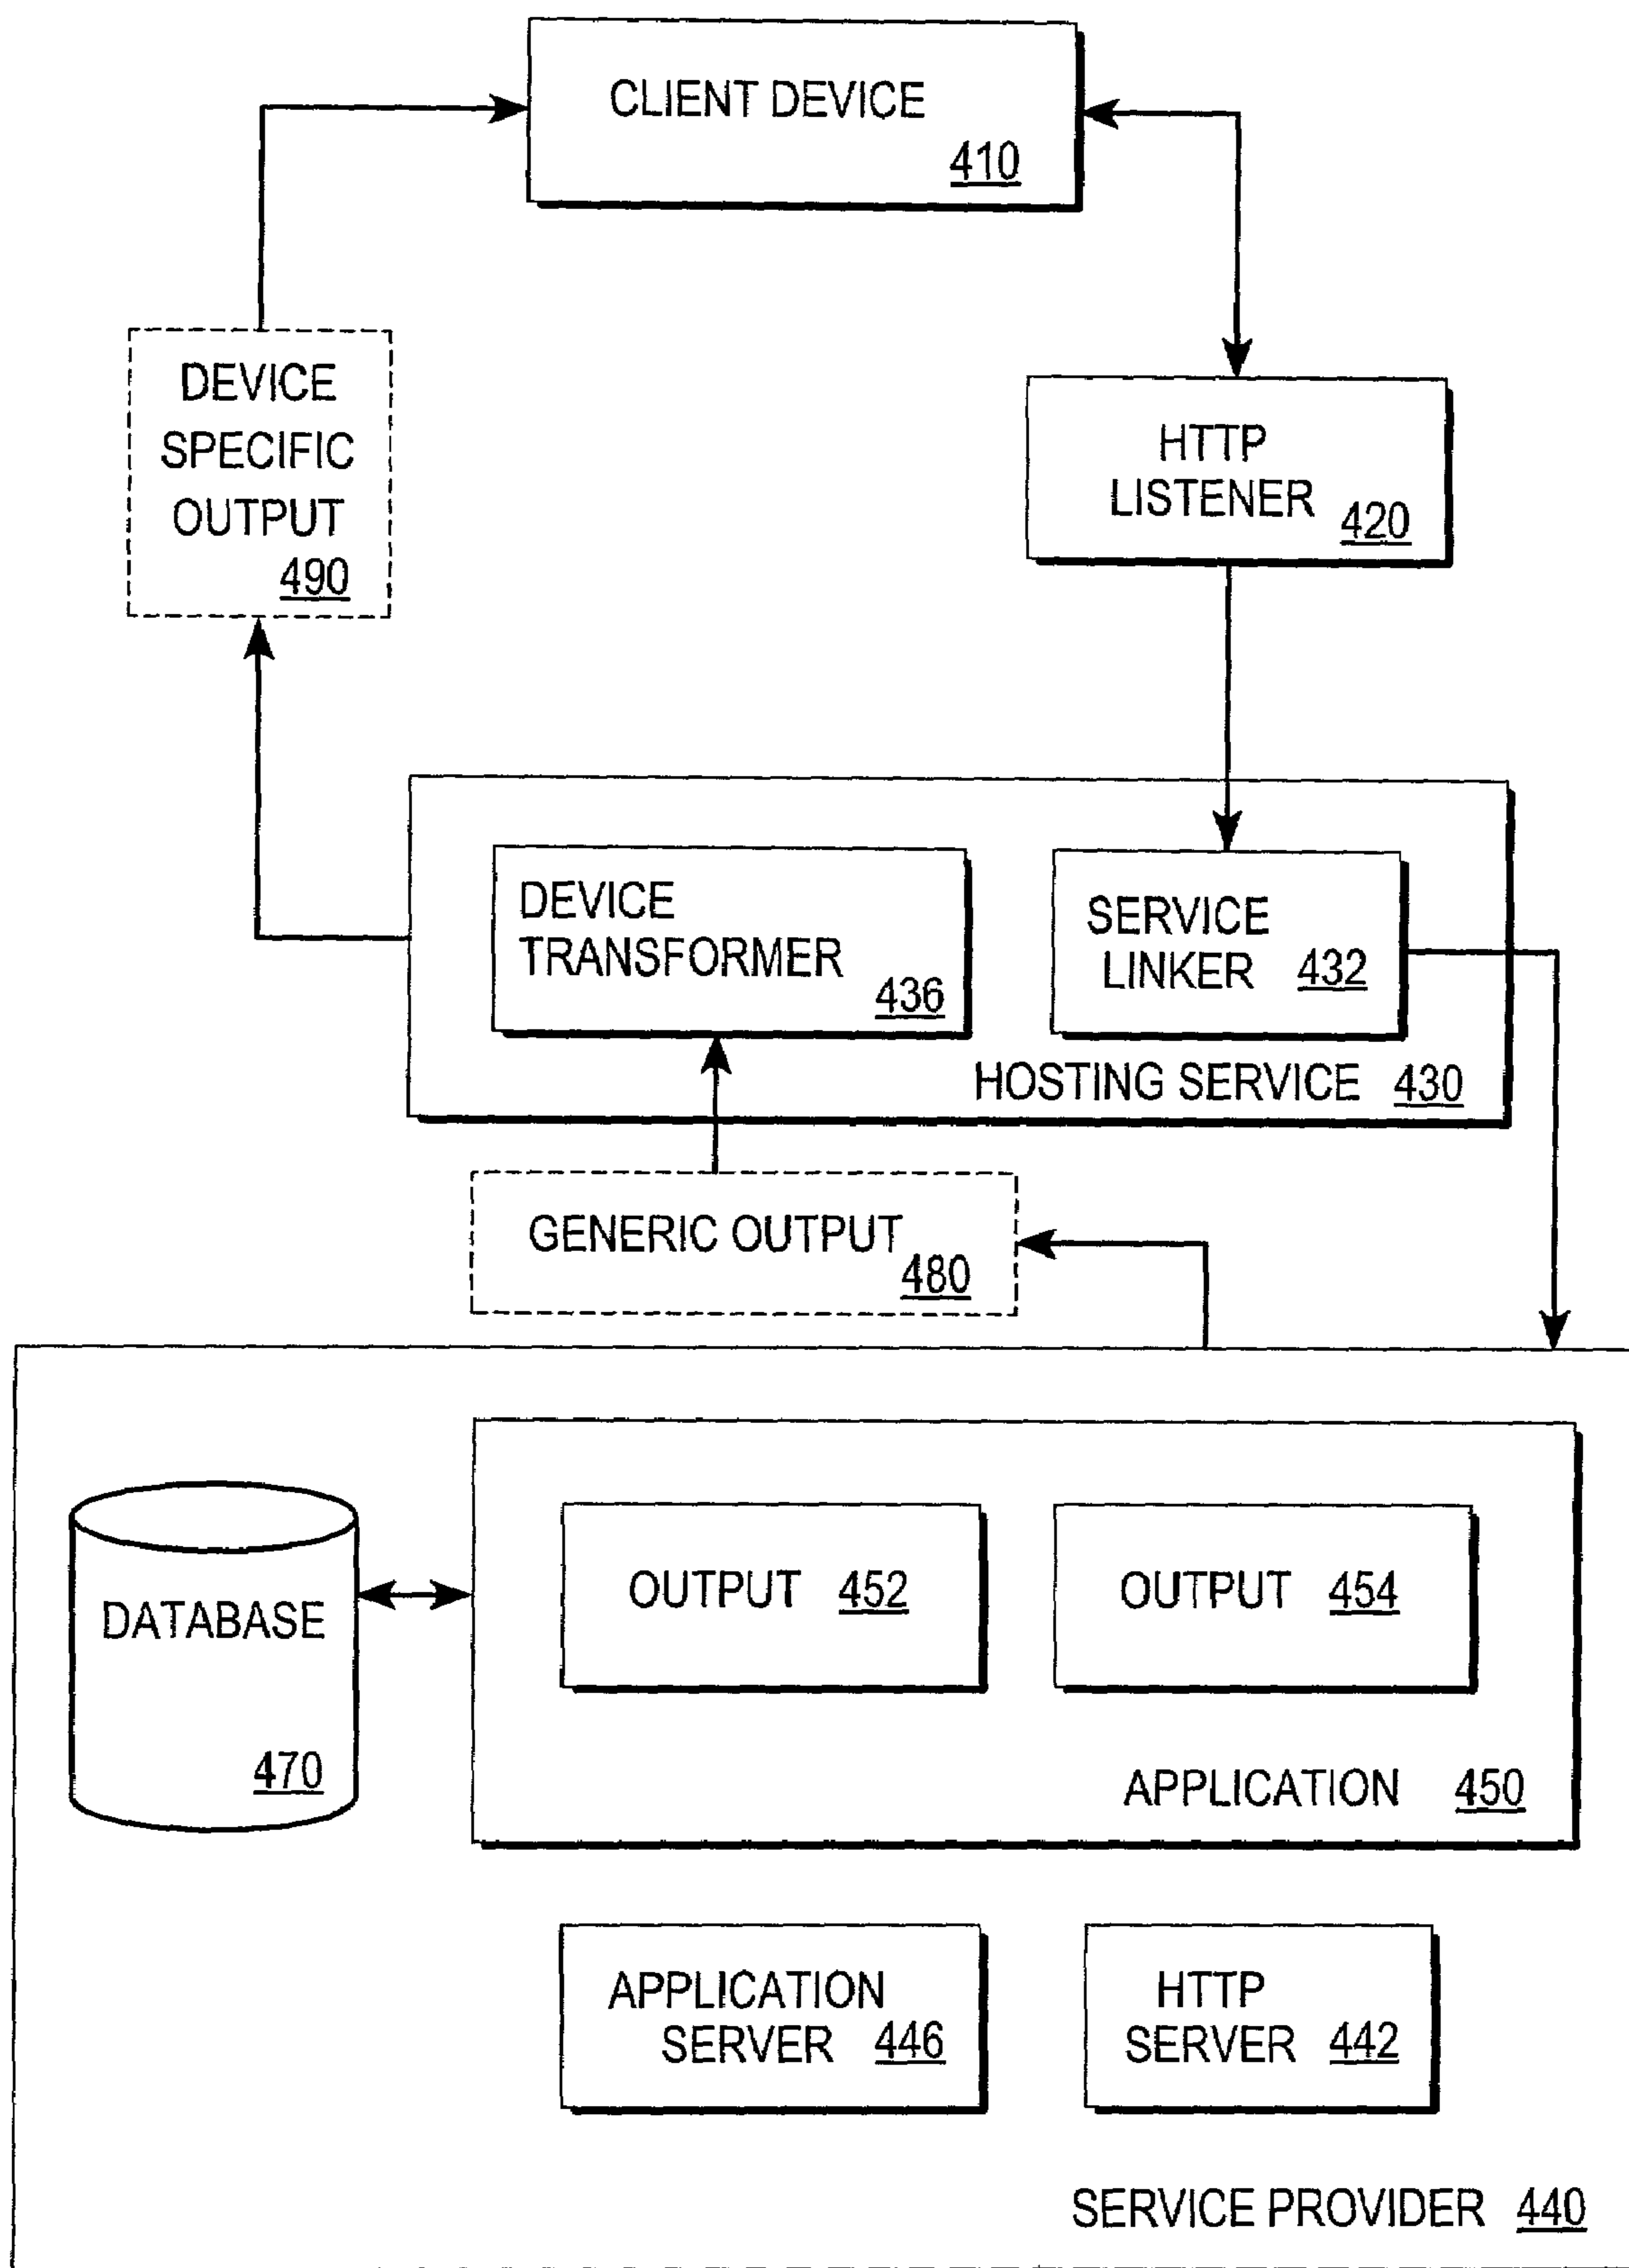 CLIENT DEVICE
410
DEVICE
SPECIFIC
OUTPUT
490
HTTP
LISTENER 420
DEVICE
TRANSFORMER 436
SERVICE
LINKER 432
HOSTING SERVICE 430
GENERIC OUTPUT 480
DATABASE
470
OUTPUT 452
OUTPUT 454
APPLICATION 450
APPLICATION
SERVER 446
HTTP
SERVER 442
SERVICE PROVIDER 440